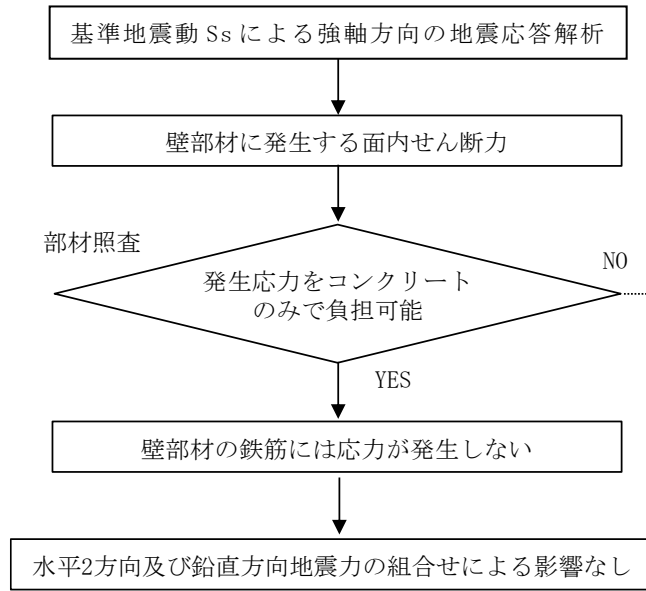 基準地震動 Ss による強軸方向の地震応答解析
壁部材に発生する面内せん断力
部材照査
発生応力をコンクリート
のみで負担可能
NO
YES
壁部材の鉄筋には応力が発生しない
水平2方向及び鉛直方向地震力の組合せによる影響なし